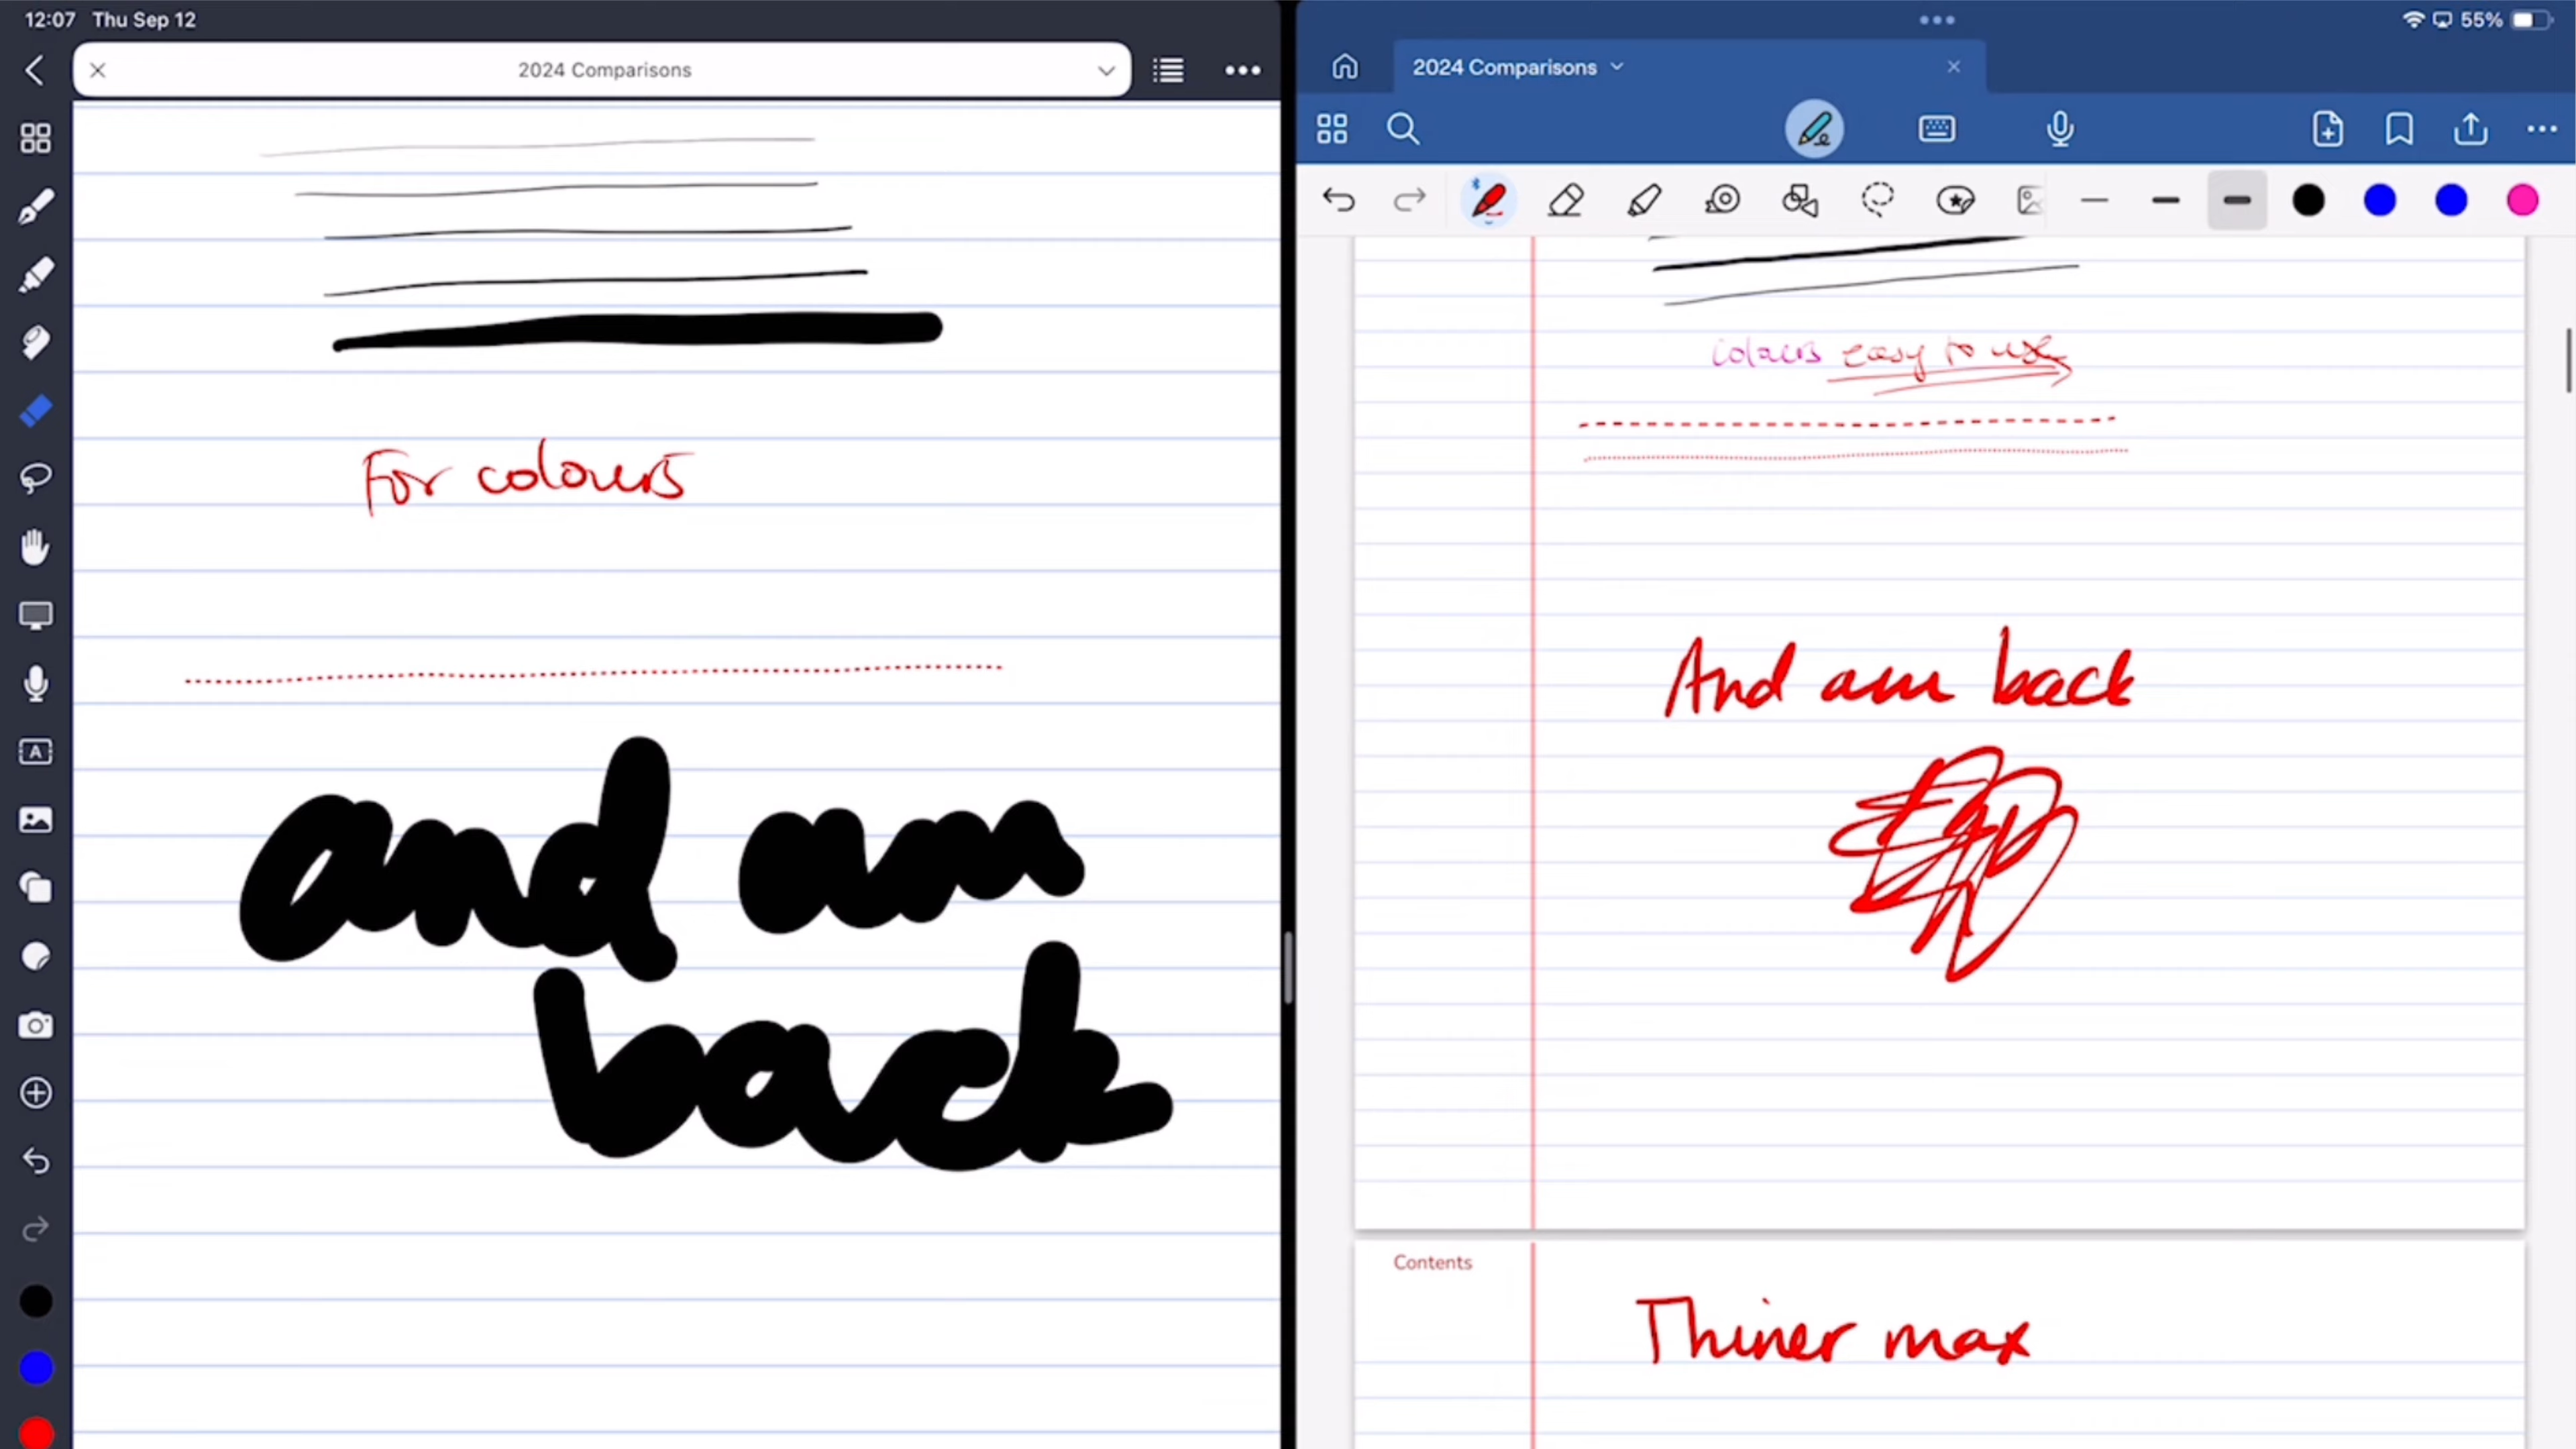 12:07 Thu Sep 12
55%
2024 Comparisons
2024 Comparisons
For colours
and am
back
colours easy to use
And am back
Contents
Thiner max